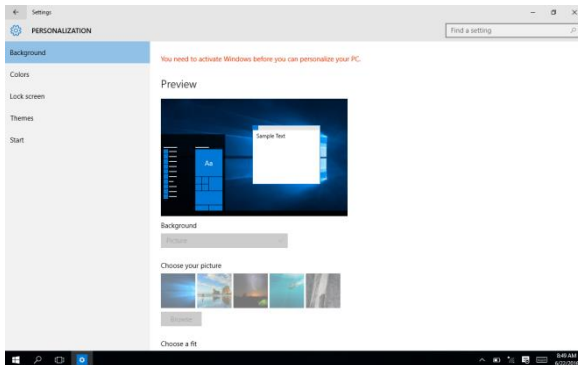 Settings
PERSONALIZATION
Find a setting
Background
Colors
Lock screen
Themes
Start
You need to activate Windows before you can personalize your PC.
Preview
Sample Text
Aa
Background
Picture
Choose your picture
Browse
Choose a fit
8:49 AM